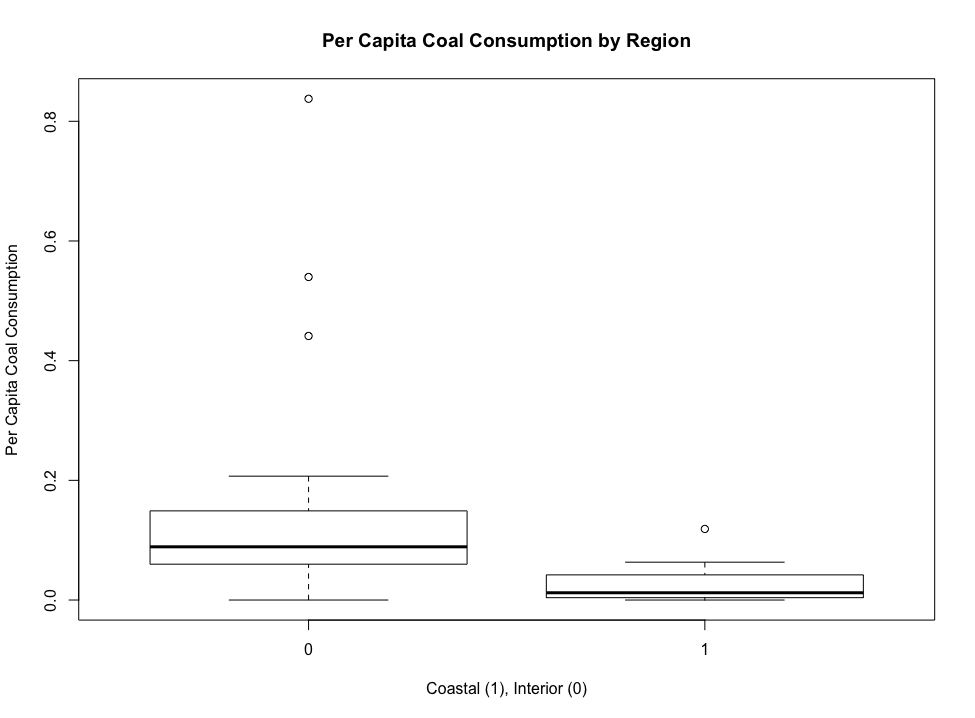 Per Capita Coal Consumption by Region
Per Capita Coal Consumption
0.8
0.6
0.4
0.2
0.0
0
1
Coastal (1), Interior (0)